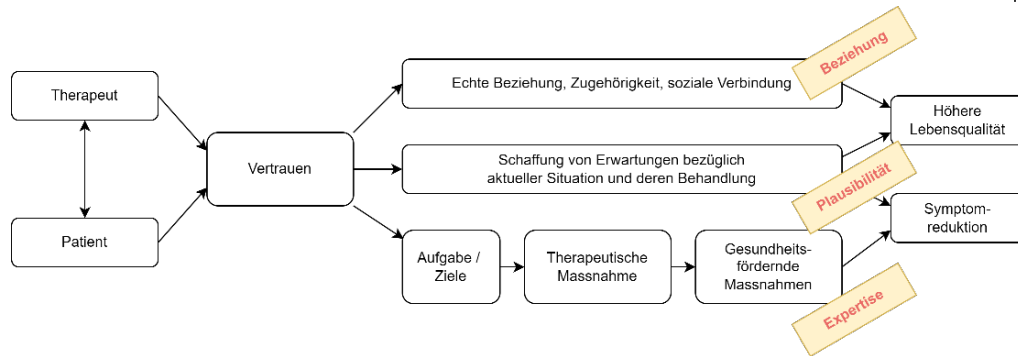 Therapeut
Patient
Vertrauen
Echte Beziehung, Zugehörigkeit, soziale Verbindung
Beziehung
Schaffung von Erwartungen bezüglich
aktueller Situation und deren Behandlung
Plausibilität
Aufgabe /
Ziele
Therapeutische
Massnahme
Gesundheits-
fördernde
Massnahmen
Expertise
Höhere
Lebensqualität
Symptom-
reduktion